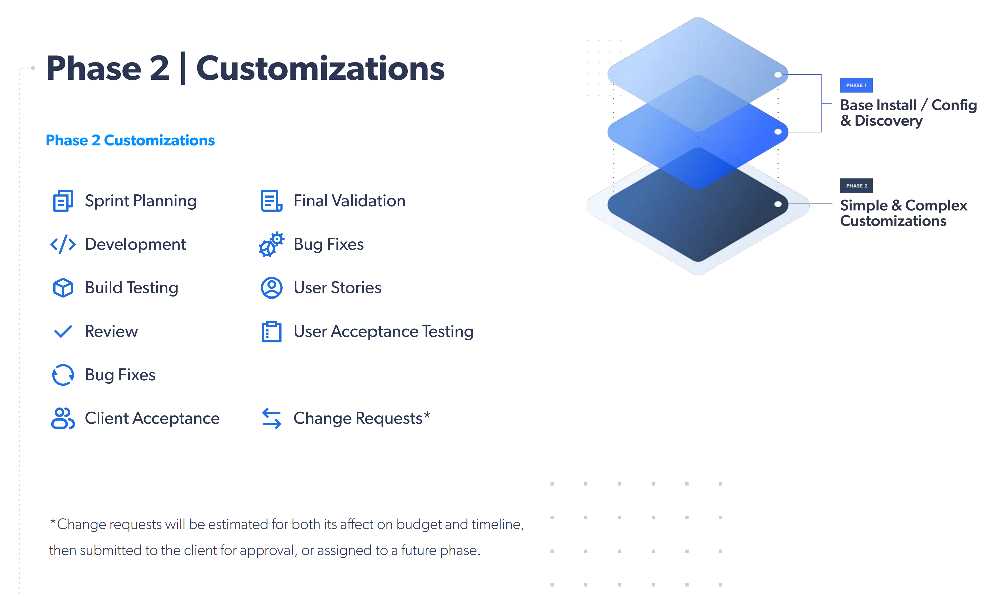 Phase 2 | Customizations
Phase 2 Customizations
Sprint Planning
Development
Build Testing
Review
Bug Fixes
Client Acceptance
Final Validation
Bug Fixes
User Stories
User Acceptance Testing
Change Requests*
*Change requests will be estimated for both its affect on budget and timeline,
then submitted to the client for approval, or assigned to a future phase.
PHASE 1
Base Install / Config
& Discovery
PHASE 2
Simple & Complex
Customizations